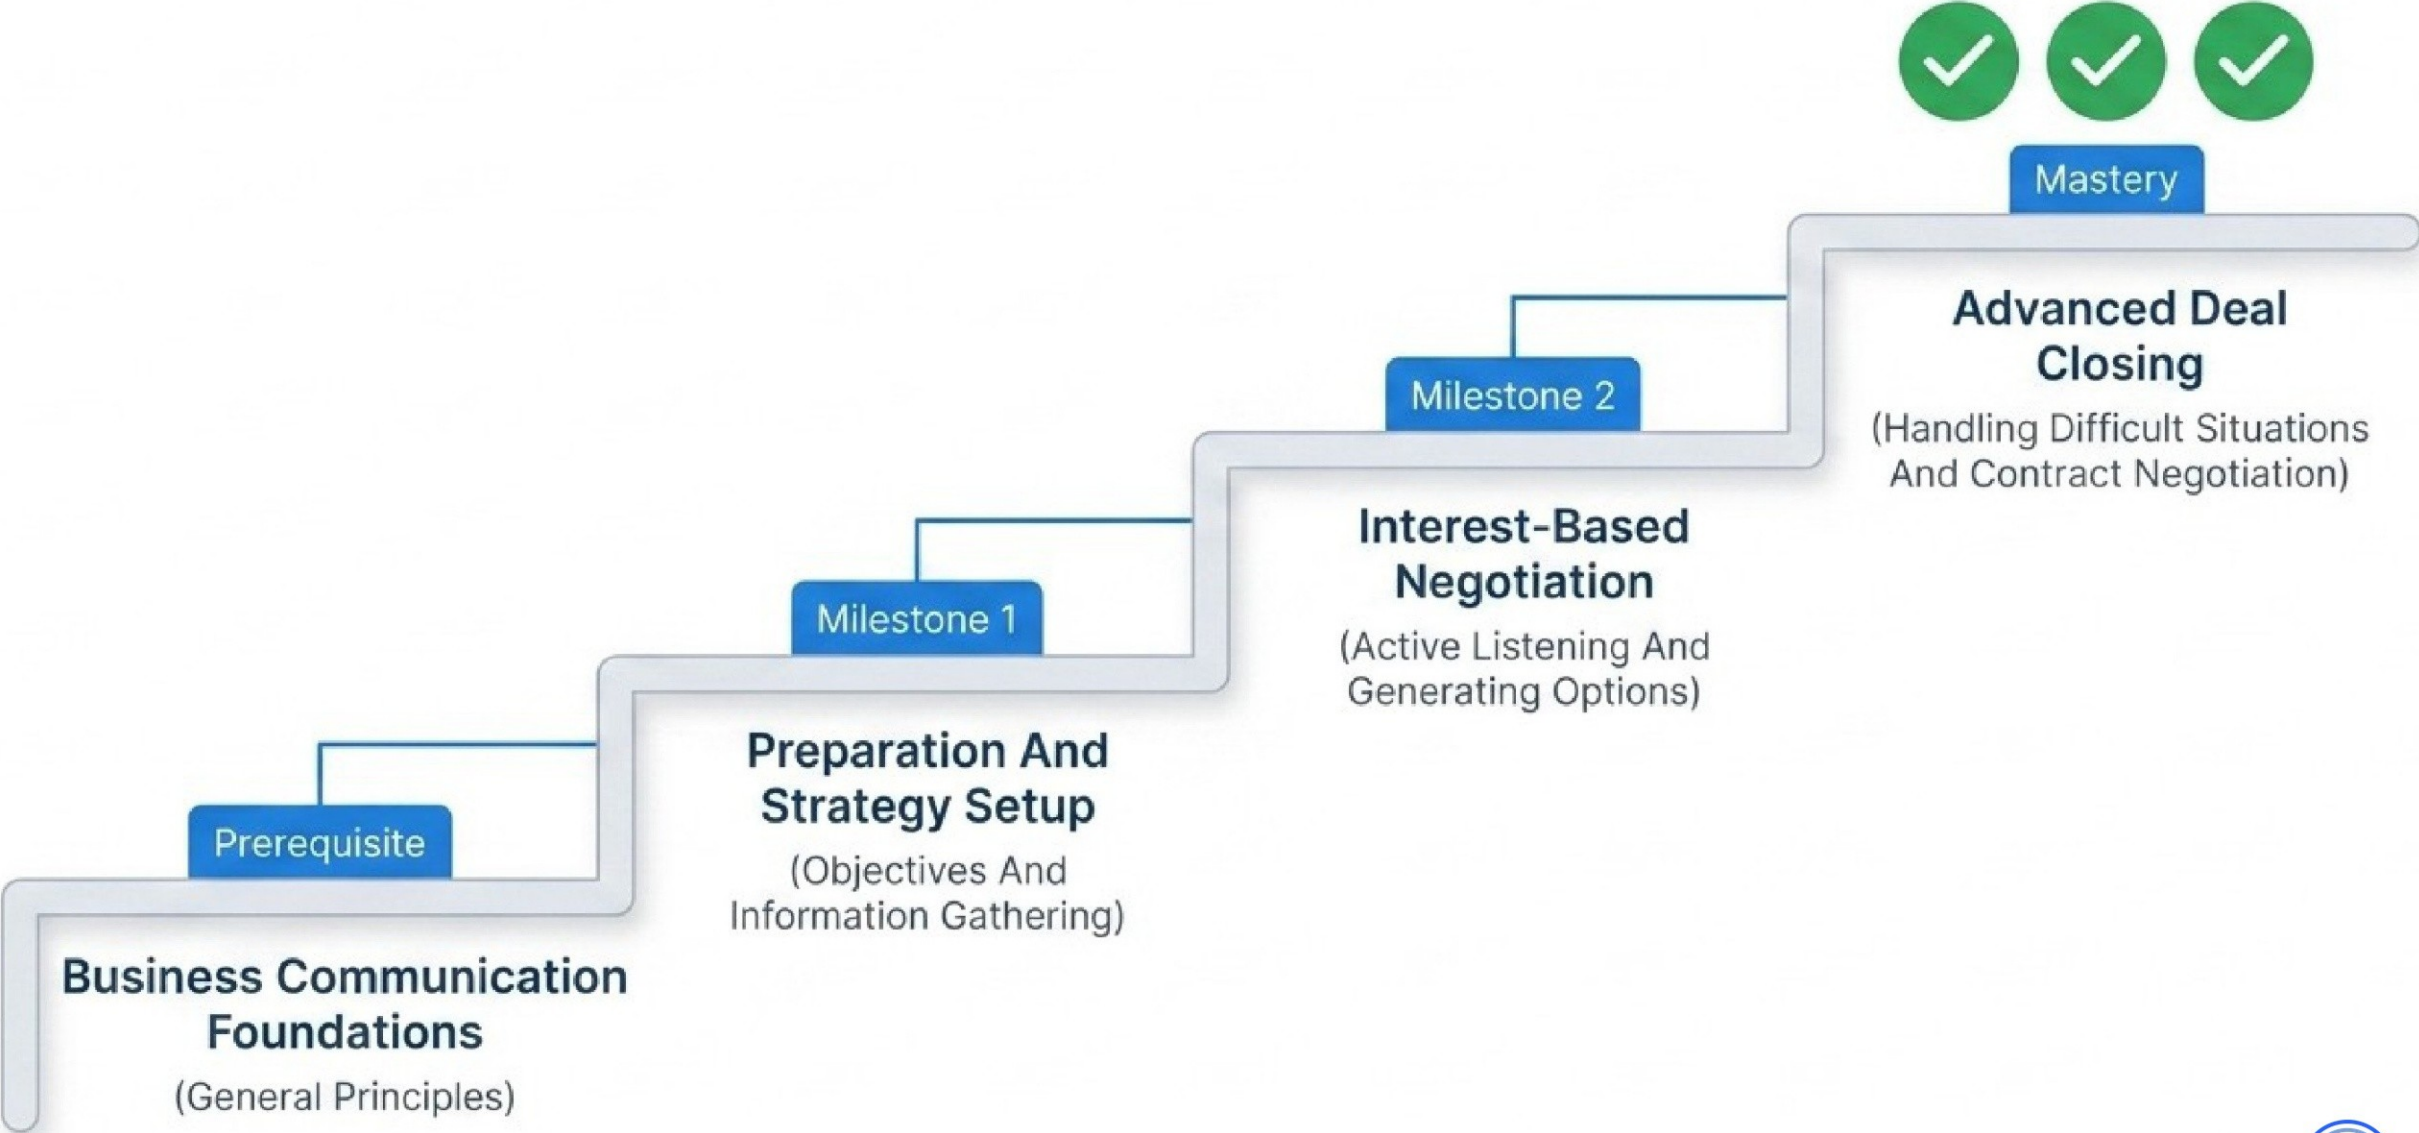 Mastery
Advanced Deal
Closing
(Handling Difficult Situations
And Contract Negotiation)
Milestone 2
Interest-Based
Negotiation
(Active Listening And
Generating Options)
Milestone 1
Preparation And
Strategy Setup
(Objectives And
Information Gathering)
Prerequisite
Business Communication
Foundations
(General Principles)